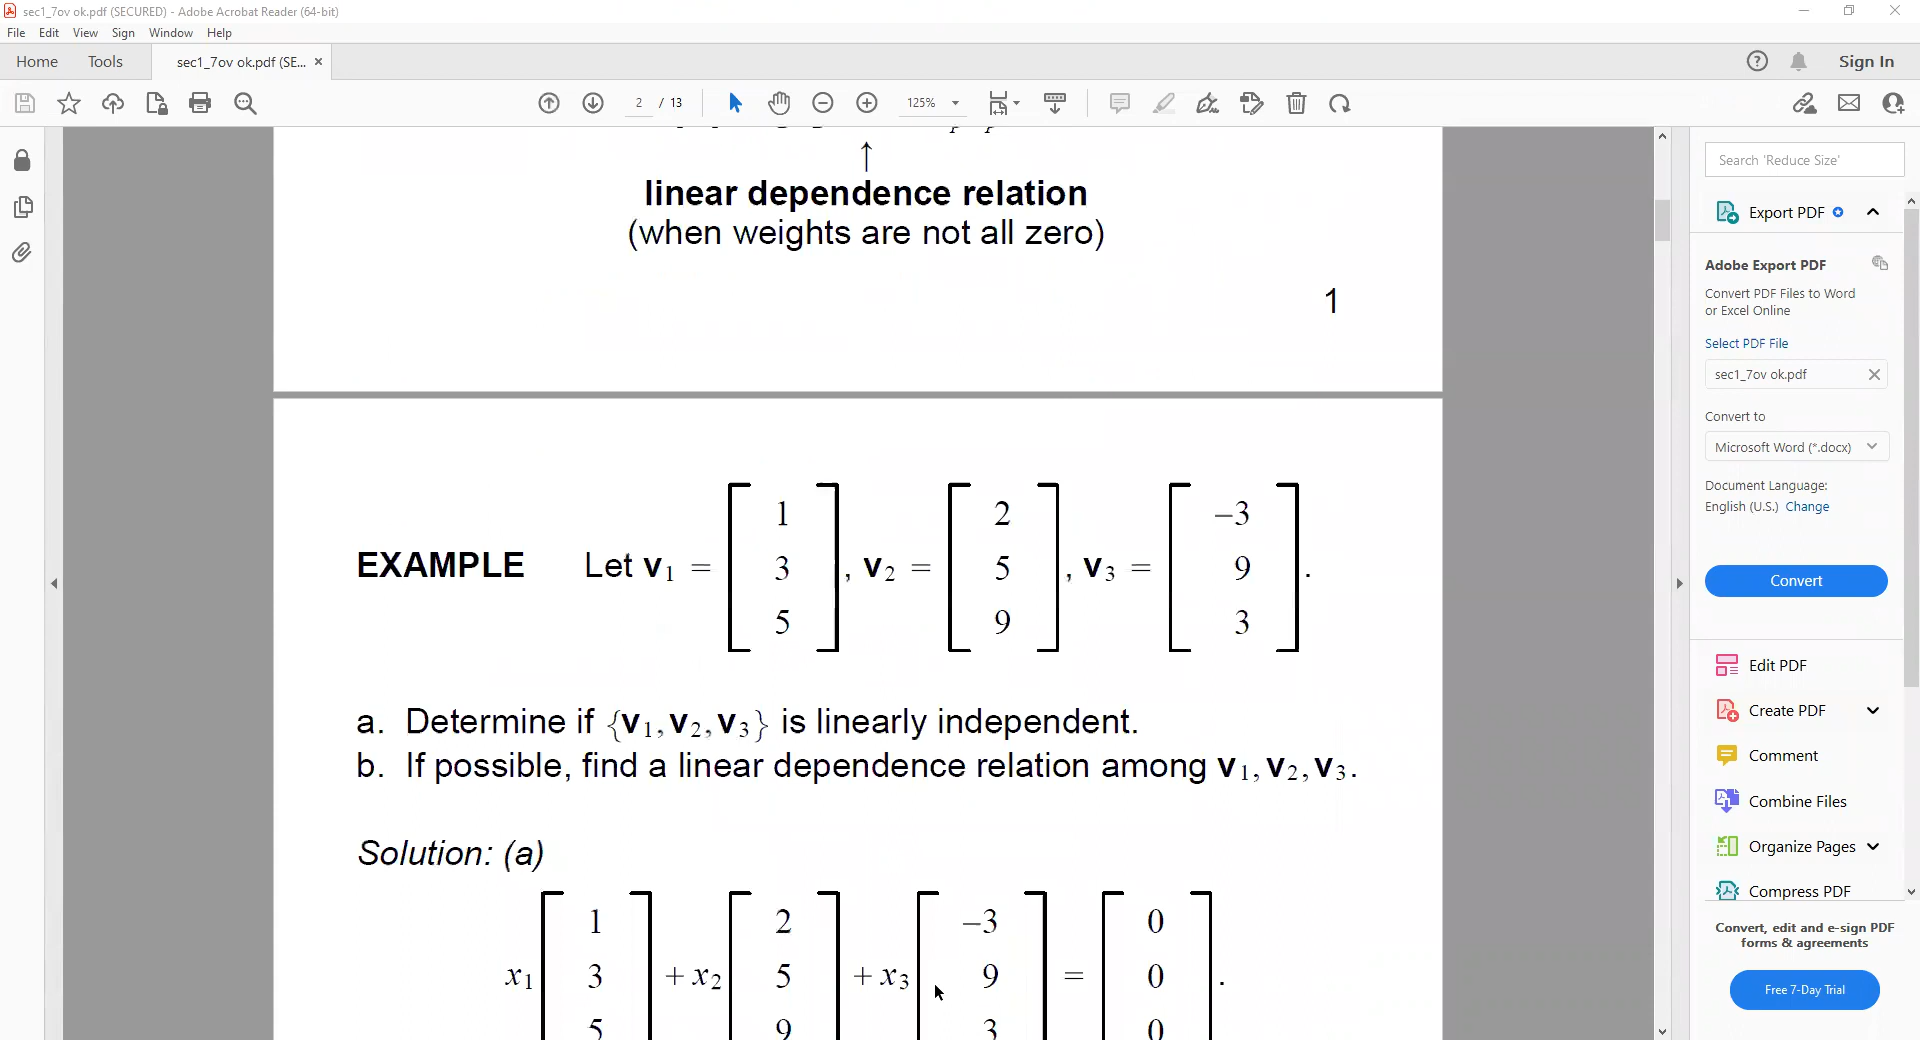 sec1_7ov ok.pdf (SECURED) - Adobe Acrobat Reader (64-bit)
File Edit View Sign Window Help
Home Tools sec1_7ov ok.pdf (SE... × Sign In
2 / 13 125%
linear dependence relation
(when weights are not all zero)
1
EXAMPLE Let v₁ = [1 3 5], v₂ = [2 5 9], v₃ = [−3 9 3].
a. Determine if {v₁, v₂, v₃} is linearly independent.
b. If possible, find a linear dependence relation among v₁, v₂, v₃.
Solution: (a)
x₁ [1 3 5] + x₂ [2 5 9] + x₃ [−3 9 3] = [0 0 0].
Search 'Reduce Size'
Export PDF
Adobe Export PDF
Convert PDF Files to Word
or Excel Online
Select PDF File
sec1_7ov ok.pdf
Convert to
Microsoft Word (*.docx)
Document Language:
English (U.S.) Change
Convert
Edit PDF
Create PDF
Comment
Combine Files
Organize Pages
Compress PDF
Convert, edit and e-sign PDF
forms & agreements
Free 7-Day Trial